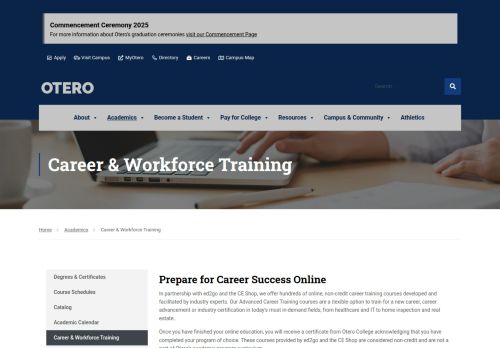 Commencement Ceremony 2025
For more information about Otero's graduation ceremonies visit our Commencement Page
Apply Visit Campus MyOtero Directory Careers Campus Map
OTERO
Search
About Academics Become a Student Pay for College Resources Campus & Community Athletics
Career & Workforce Training
Home Academics Career & Workforce Training
Degrees & Certificates
Course Schedules
Catalog
Academic Calendar
Career & Workforce Training
Prepare for Career Success Online
In partnership with ed2go and the CE Shop, we offer hundreds of online, non-credit career training courses developed and
facilitated by industry experts. Our Advanced Career Training courses are a flexible option to train for a new career, career
advancement or industry certification in today's most in-demand fields, from healthcare and IT to home inspection and real
estate.
Once you have finished your online education, you will receive a certificate from Otero College acknowledging that you have
completed your program of choice. These courses provided by ed2go and the CE Shop are considered non-credit and are not a